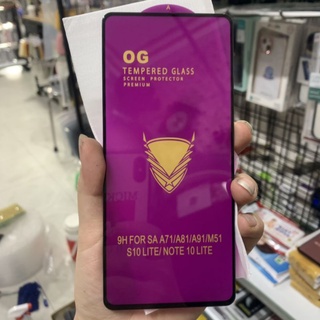 OG
TEMPERED GLASS
SCREEN PROTECTOR
PREMIUM
9H FOR SA A71/A81/A91/M51
S10 LITE/ NOTE 10 LITE